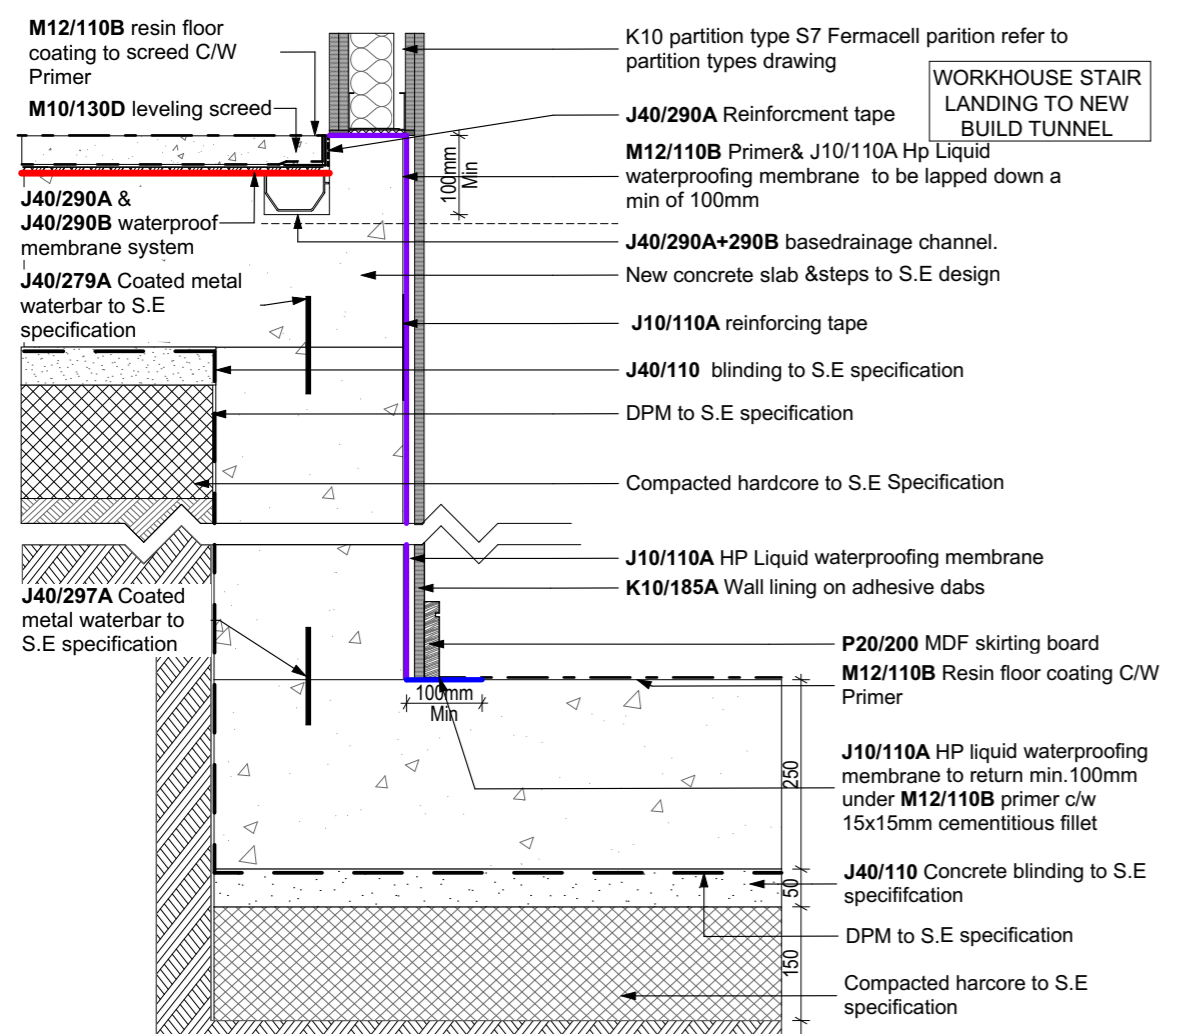 M12/110B resin floor
coating to screed C/W
Primer
M10/130D leveling screed
J40/290A &
J40/290B waterproof
membrane system
J40/279A Coated metal
waterbar to S.E
specification
J40/297A Coated
metal waterbar to
S.E specification
K10 partition type S7 Fermacell parition refer to
partition types drawing
WORKHOUSE STAIR
LANDING TO NEW
BUILD TUNNEL
J40/290A Reinforcment tape
M12/110B Primer& J10/110A Hp Liquid
waterproofing membrane to be lapped down a
min of 100mm
100mm
Min
J40/290A+290B basedrainage channel.
New concrete slab &steps to S.E design
J10/110A reinforcing tape
J40/110 blinding to S.E specification
DPM to S.E specification
Compacted hardcore to S.E Specification
J10/110A HP Liquid waterproofing membrane
K10/185A Wall lining on adhesive dabs
P20/200 MDF skirting board
M12/110B Resin floor coating C/W
Primer
100mm
Min
J10/110A HP liquid waterproofing
membrane to return min.100mm
under M12/110B primer c/w
15x15mm cementitious fillet
250
J40/110 Concrete blinding to S.E
specififcation
50
DPM to S.E specification
150
Compacted harcore to S.E
specification